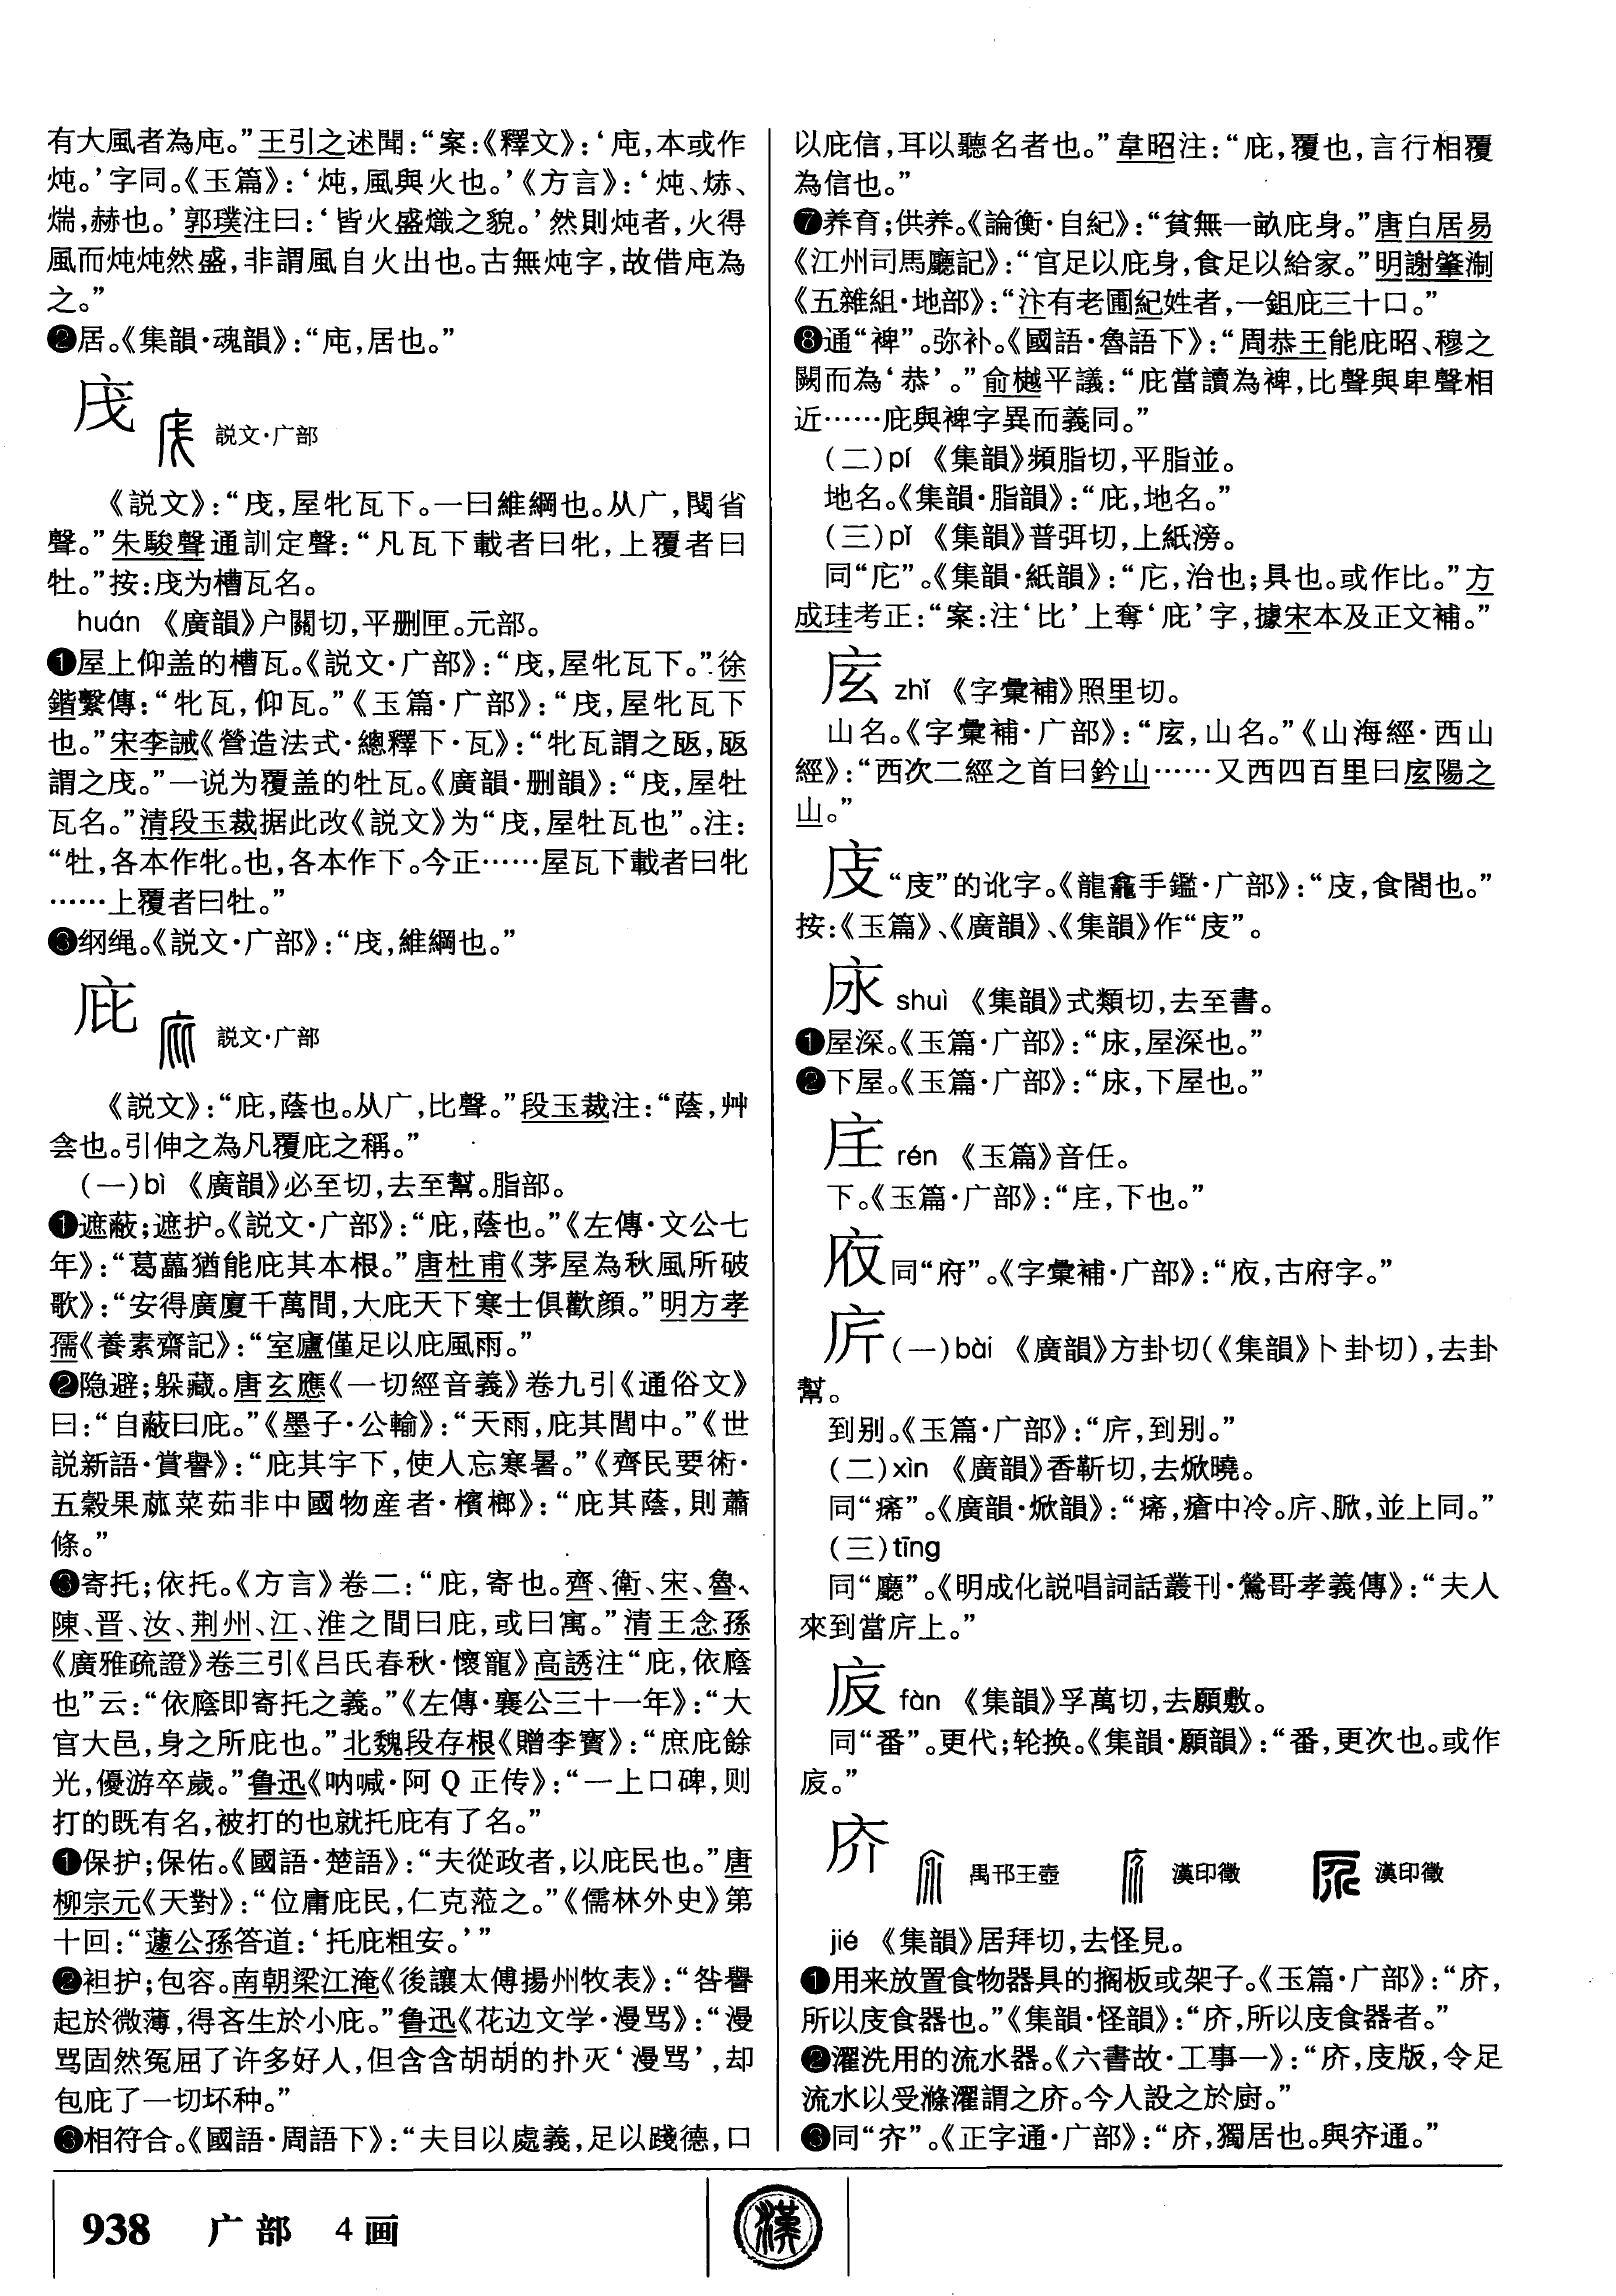 有大風者為庉。”王引之述聞：“案：《釋文》：‘庉，本或作
炖。’字同。《玉篇》：‘炖，風與火也。’《方言》：‘炖、焃、
煓，赫也。’郭璞注曰：‘皆火盛熾之貌。’然則炖者，火得
風而炖炖然盛，非謂風自火出也。古無炖字，故借庉為
之。”
❷居。《集韻·魂韻》：“庉，居也。”
㡲 説文·广部
《説文》：“㡲，屋牝瓦下。一曰維綱也。从广，閔省
聲。”朱駿聲通訓定聲：“凡瓦下載者曰牝，上覆者曰
牡。”按：㡲为槽瓦名。
huán 《廣韻》户關切，平删匣。元部。
❶屋上仰盖的槽瓦。《説文·广部》：“㡲，屋牝瓦下。”徐
鍇繫傳：“牝瓦，仰瓦。”《玉篇·广部》：“㡲，屋牝瓦下
也。”宋李誡《營造法式·總釋下·瓦》：“牝瓦謂之瓪，瓪
謂之㡲。”一说为覆盖的牡瓦。《廣韻·删韻》：“㡲，屋牡
瓦名。”清段玉裁据此改《説文》为“㡲，屋牡瓦也”。注：
“牡，各本作牝。也，各本作下。今正……屋瓦下載者曰牝
……上覆者曰牡。”
❸纲绳。《説文·广部》：“㡲，維綱也。”
庇 説文·广部
《説文》：“庇，蔭也。从广，比聲。”段玉裁注：“蔭，艸
侌也。引伸之為凡覆庇之稱。”
（一）bì 《廣韻》必至切，去至幫。脂部。
❶遮蔽；遮护。《説文·广部》：“庇，蔭也。”《左傳·文公七
年》：“葛藟猶能庇其本根。”唐杜甫《茅屋為秋風所破
歌》：“安得廣廈千萬間，大庇天下寒士俱歡顔。”明方孝
孺《養素齋記》：“室廬僅足以庇風雨。”
❷隐避；躲藏。唐玄應《一切經音義》卷九引《通俗文》
曰：“自蔽曰庇。”《墨子·公輸》：“天雨，庇其閭中。”《世
説新語·賞譽》：“庇其宇下，使人忘寒暑。”《齊民要術·
五穀果蓏菜茹非中國物産者·檳榔》：“庇其蔭，則蕭
條。”
❸寄托；依托。《方言》卷二：“庇，寄也。齊、衛、宋、魯、
陳、晋、汝、荆州、江、淮之間曰庇，或曰寓。”清王念孫
《廣雅疏證》卷三引《吕氏春秋·懷寵》高誘注“庇，依廕
也”云：“依廕即寄托之義。”《左傳·襄公三十一年》：“大
官大邑，身之所庇也。”北魏段存根《贈李寶》：“庶庇餘
光，優游卒歲。”鲁迅《呐喊·阿Q正传》：“一上口碑，则
打的既有名，被打的也就托庇有了名。”
❶保护；保佑。《國語·楚語》：“夫從政者，以庇民也。”唐
柳宗元《天對》：“位庸庇民，仁克蒞之。”《儒林外史》第
十回：“蘧公孫答道：‘托庇粗安。’”
❷袒护；包容。南朝梁江淹《後讓太傅揚州牧表》：“咎譽
起於微薄，得吝生於小庇。”鲁迅《花边文学·漫骂》：“漫
骂固然冤屈了许多好人，但含含胡胡的扑灭‘漫骂’，却
包庇了一切坏种。”
❸相符合。《國語·周語下》：“夫目以處義，足以踐德，口
以庇信，耳以聽名者也。”韋昭注：“庇，覆也，言行相覆
為信也。”
❼养育；供养。《論衡·自紀》：“貧無一畝庇身。”唐白居易
《江州司馬廳記》：“官足以庇身，食足以給家。”明謝肇淛
《五雜組·地部》：“汴有老圃紀姓者，一鉏庇三十口。”
❽通“裨”。弥补。《國語·魯語下》：“周恭王能庇昭、穆之
闕而為‘恭’。”俞樾平議：“庇當讀為裨，比聲與卑聲相
近……庇與裨字異而義同。”
（二）pí 《集韻》頻脂切，平脂並。
地名。《集韻·脂韻》：“庇，地名。”
（三）pǐ 《集韻》普弭切，上紙滂。
同“庀”。《集韻·紙韻》：“庀，治也；具也。或作比。”方
成珪考正：“案：注‘比’上奪‘庇’字，據宋本及正文補。”
庢 zhǐ 《字彙補》照里切。
山名。《字彙補·广部》：“，山名。”《山海經·西山
經》：“西次二經之首曰鈐山……又西四百里曰陽之
山。”
“庋”的讹字。《龍龕手鑑·广部》：“，食閣也。”
按：《玉篇》、《廣韻》、《集韻》作“庋”。
shuì 《集韻》式類切，去至書。
❶屋深。《玉篇·广部》：“，屋深也。”
❷下屋。《玉篇·广部》：“，下屋也。”
rén 《玉篇》音任。
下。《玉篇·广部》：“，下也。”
同“府”。《字彙補·广部》：“，古府字。”
㡳（一）bài 《廣韻》方卦切（《集韻》卜卦切），去卦
幫。
到别。《玉篇·广部》：“，到别。”
（二）xìn 《廣韻》香靳切，去焮曉。
同“痚”。《廣韻·焮韻》：“，瘡中冷。、脪，並上同。”
（三）tīng
同“廳”。《明成化説唱詞話叢刊·鶯哥孝義傳》：“夫人
來到當上。”
fàn 《集韻》孚萬切，去願敷。
同“番”。更代；轮换。《集韻·願韻》：“番，更次也。或作
。”
庎 禺邗王壺 漢印徵 漢印徵
jié 《集韻》居拜切，去怪見。
❶用来放置食物器具的搁板或架子。《玉篇·广部》：“庎，
所以庋食器也。”《集韻·怪韻》：“庎，所以庋食器者。”
❷濯洗用的流水器。《六書故·工事一》：“庎，庋版，令足
流水以受滌濯謂之庎。今人設之於廚。”
❸同“夰”。《正字通·广部》：“庎，獨居也。與夰通。”
938 广部 4画
漢